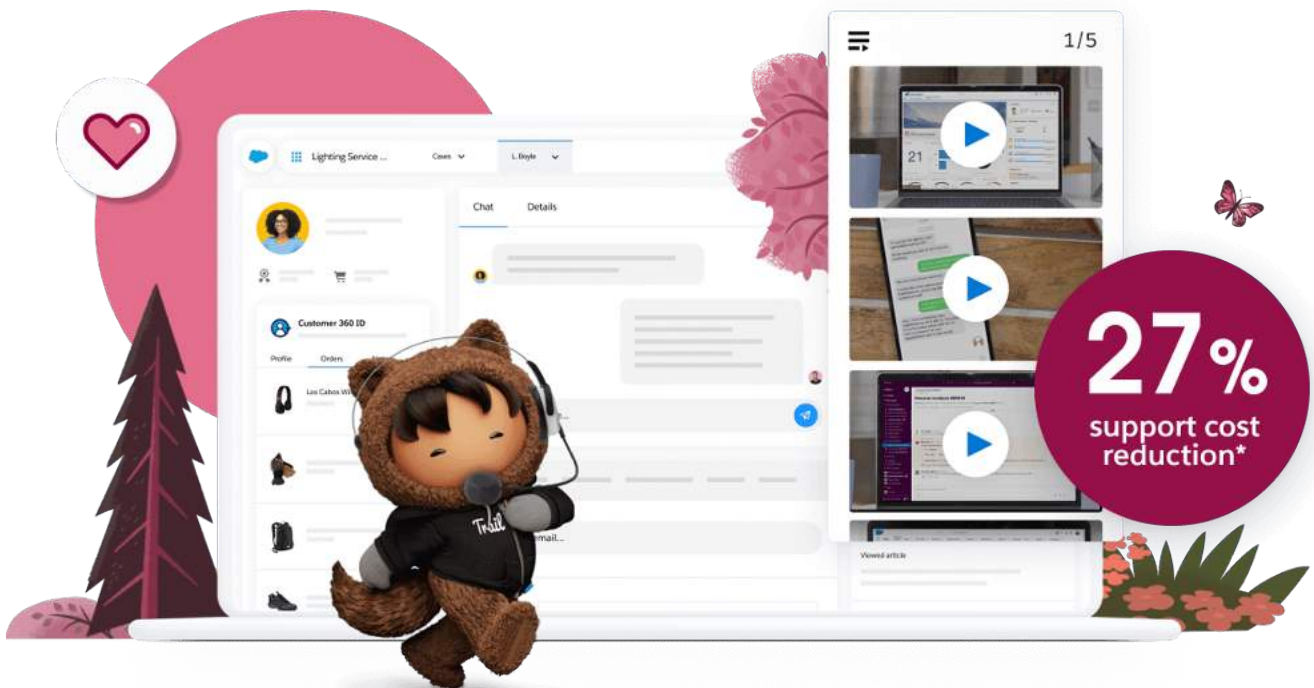 1/5
Lighting Service ...
Cases
L. Boyle
Chat
Details
Customer 360 ID
Profile
Orders
Los Cabos Wi
21
27%
support cost
reduction*
Trail
email...
Viewed article